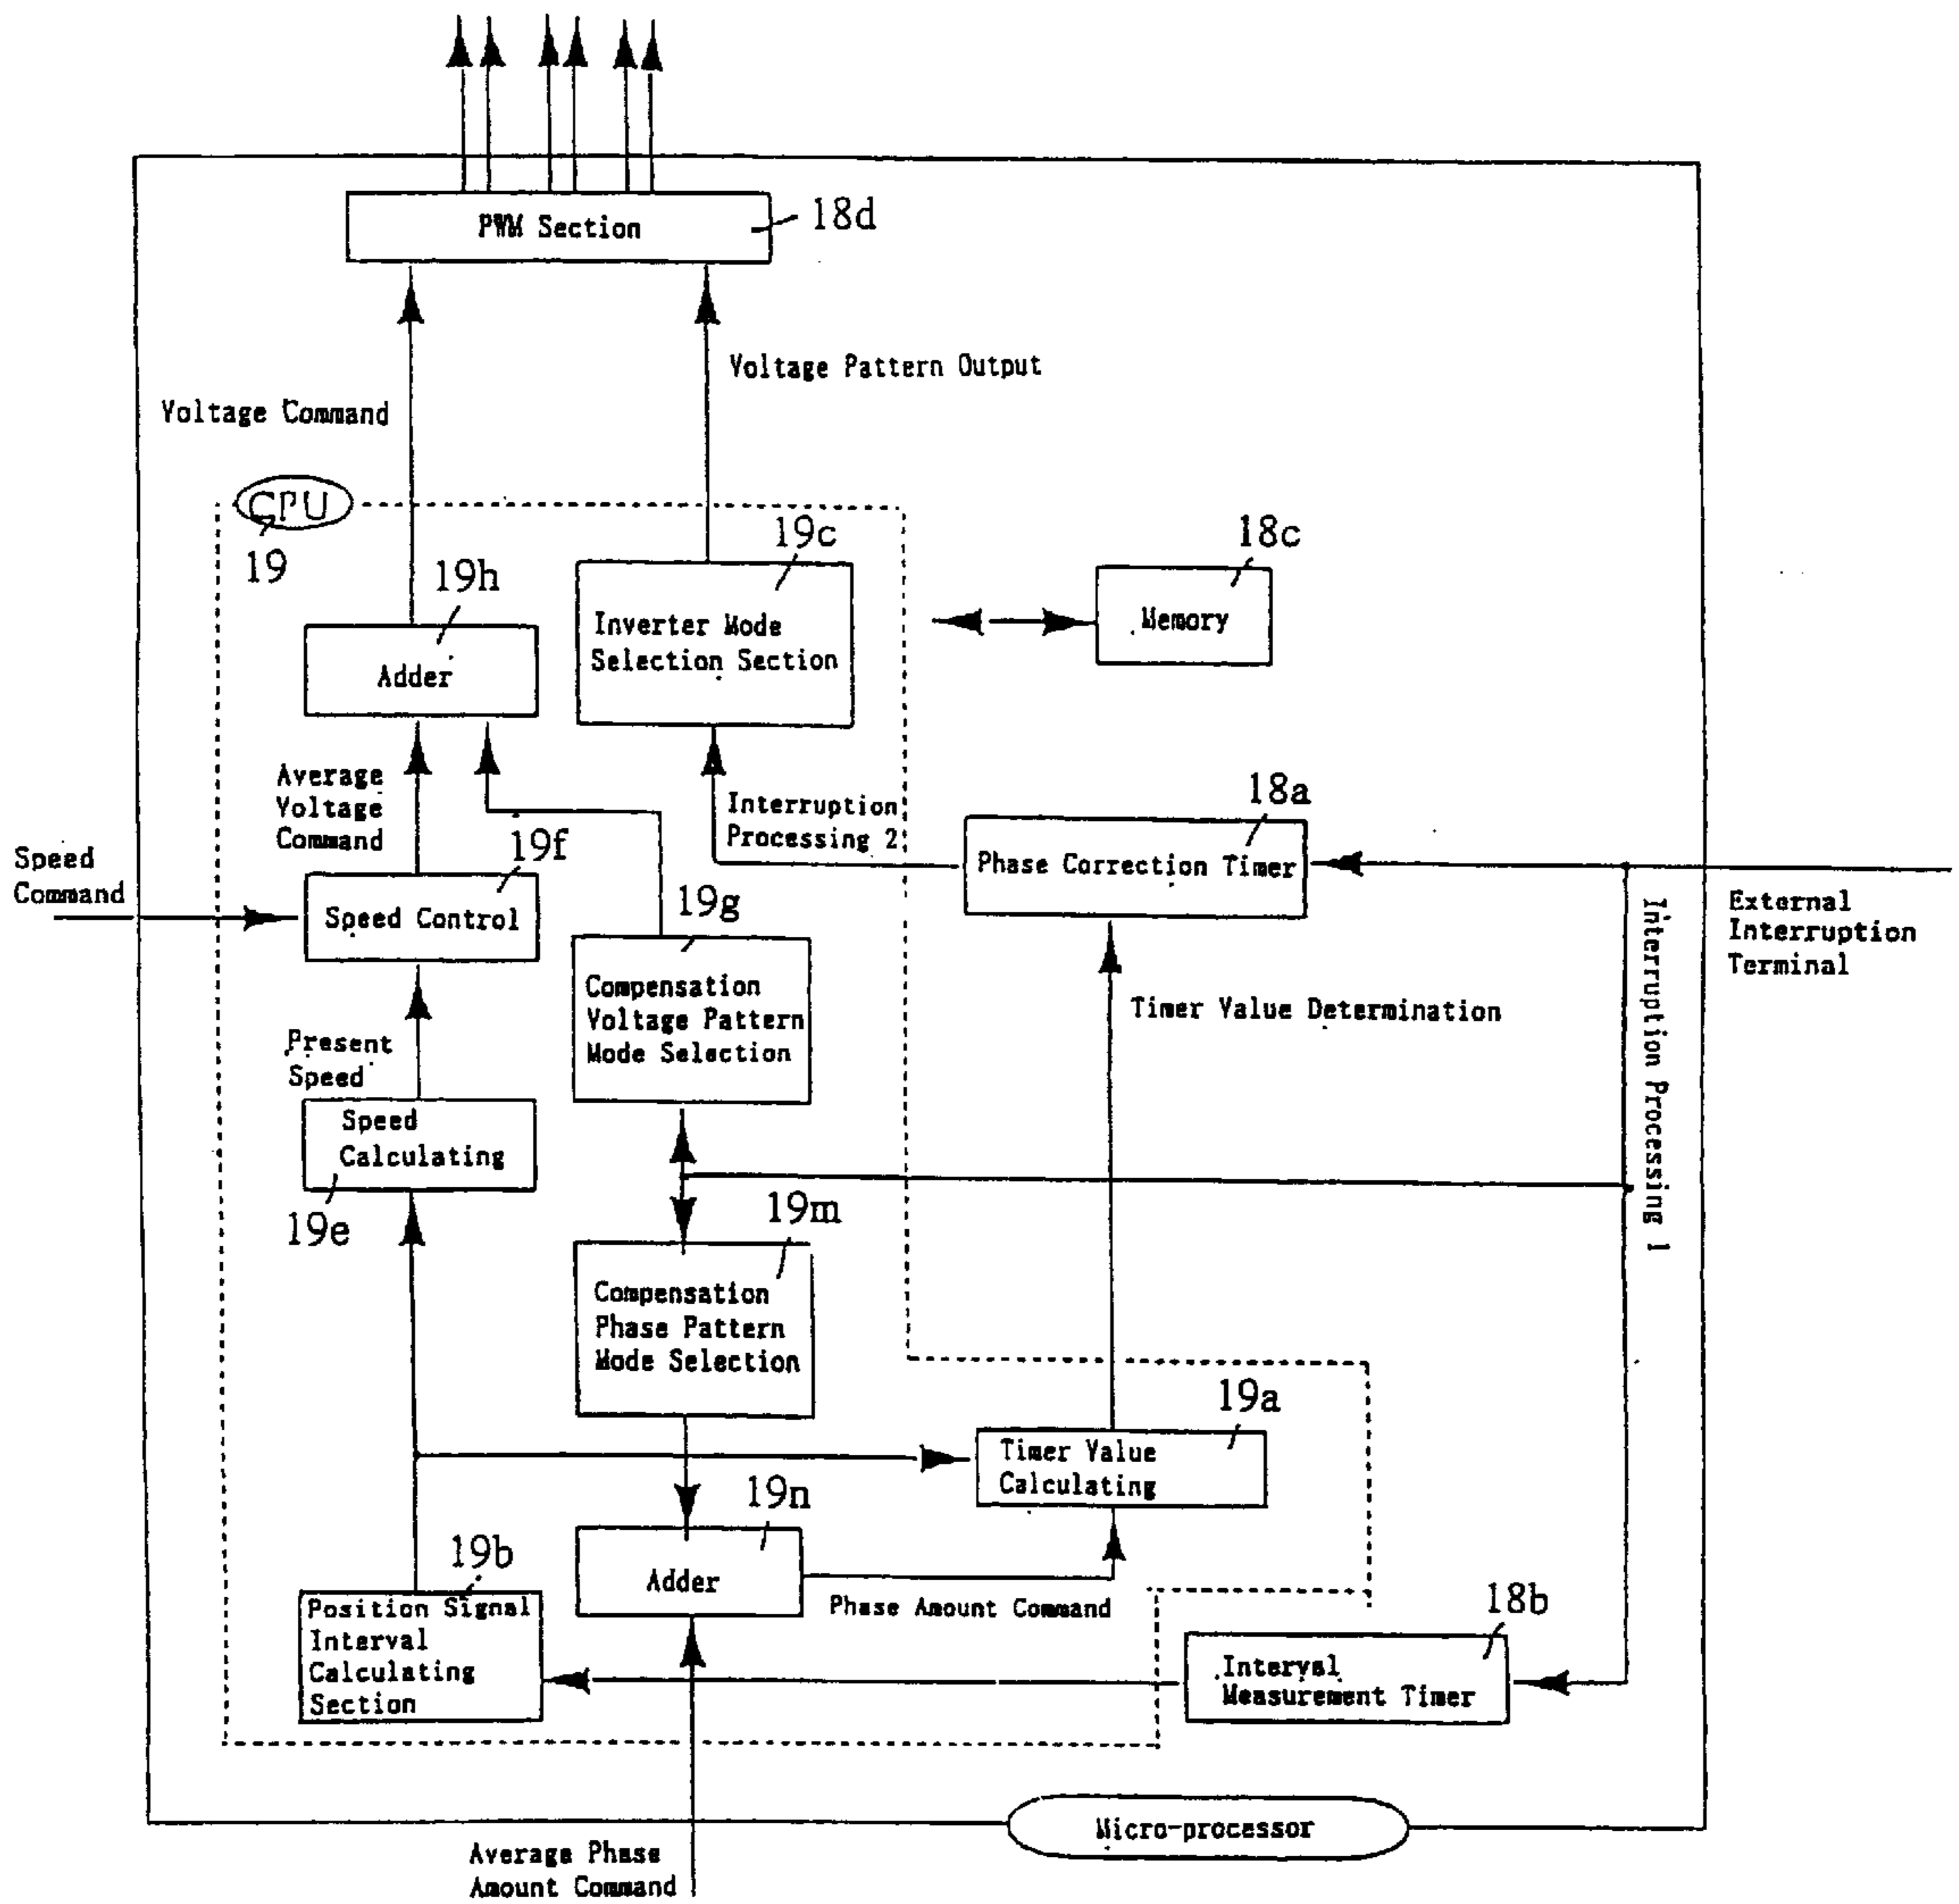 PWM Section
18d
Voltage Pattern Output
Voltage Command
CPU
19
19c
18c
19h
Inverter Mode
Selection Section
Memory
Adder
Average
Voltage
Command
Interruption
Processing 2
18a
Phase Correction Timer
Speed
Command
19f
Speed Control
19g
External
Interruption
Terminal
Interruption Processing 1
Compensation
Voltage Pattern
Mode Selection
Timer Value Determination
Present
Speed
Speed
Calculating
19e
19m
Compensation
Phase Pattern
Mode Selection
19a
Timer Value
Calculating
19n
Adder
Phase Amount Command
19b
Position Signal
Interval
Calculating
Section
18b
Interval
Measurement Timer
Micro-processor
Average Phase
Amount Command